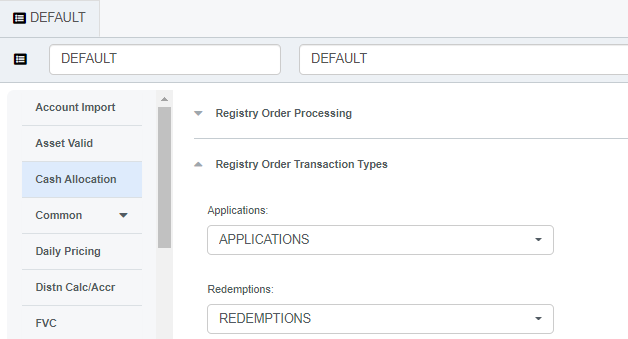 DEFAULT
DEFAULT
DEFAULT
Account Import
Asset Valid
Cash Allocation
Common
Daily Pricing
Distn Calc/Accr
FVC
Registry Order Processing
Registry Order Transaction Types
Applications:
APPLICATIONS
Redemptions:
REDEMPTIONS